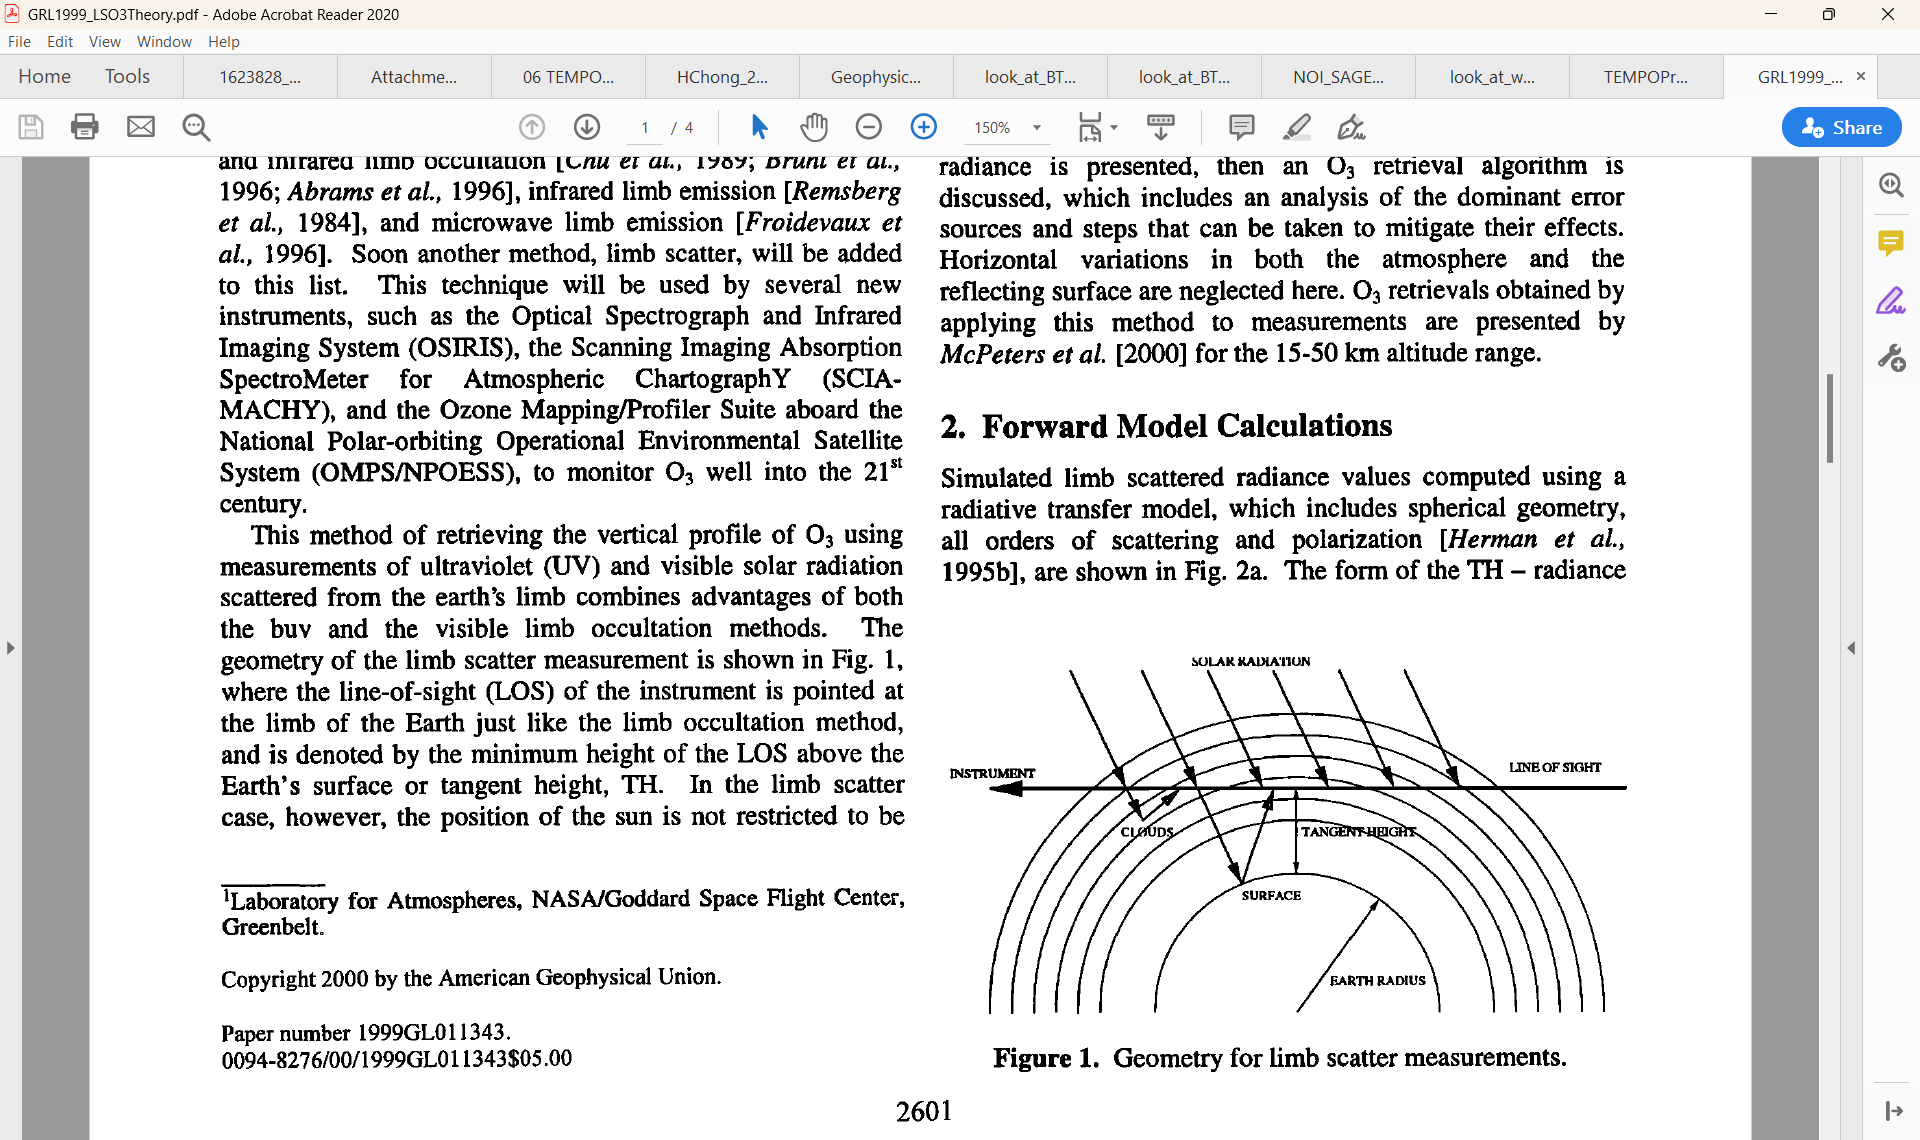 GRL1999_LSO3Theory.pdf - Adobe Acrobat Reader 2020
File Edit View Window Help
Home Tools 1623828_... Attachme... 06 TEMPO... HChong_2... Geophysic... look_at_BT... look_at_BT... NOI_SAGE... look_at_w... TEMPOPr... GRL1999_...
1 / 4 150% Share
and infrared limb occultation [Chu et al., 1989; Bruhl et al.,
1996; Abrams et al., 1996], infrared limb emission [Remsberg
et al., 1984], and microwave limb emission [Froidevaux et
al., 1996]. Soon another method, limb scatter, will be added
to this list. This technique will be used by several new
instruments, such as the Optical Spectrograph and Infrared
Imaging System (OSIRIS), the Scanning Imaging Absorption
SpectroMeter for Atmospheric ChartographY (SCIA-
MACHY), and the Ozone Mapping/Profiler Suite aboard the
National Polar-orbiting Operational Environmental Satellite
System (OMPS/NPOESS), to monitor O3 well into the 21st
century.
This method of retrieving the vertical profile of O3 using
measurements of ultraviolet (UV) and visible solar radiation
scattered from the earth's limb combines advantages of both
the buv and the visible limb occultation methods. The
geometry of the limb scatter measurement is shown in Fig. 1,
where the line-of-sight (LOS) of the instrument is pointed at
the limb of the Earth just like the limb occultation method,
and is denoted by the minimum height of the LOS above the
Earth's surface or tangent height, TH. In the limb scatter
case, however, the position of the sun is not restricted to be
1Laboratory for Atmospheres, NASA/Goddard Space Flight Center,
Greenbelt.
Copyright 2000 by the American Geophysical Union.
Paper number 1999GL011343.
0094-8276/00/1999GL011343$05.00
radiance is presented, then an O3 retrieval algorithm is
discussed, which includes an analysis of the dominant error
sources and steps that can be taken to mitigate their effects.
Horizontal variations in both the atmosphere and the
reflecting surface are neglected here. O3 retrievals obtained by
applying this method to measurements are presented by
McPeters et al. [2000] for the 15-50 km altitude range.
2. Forward Model Calculations
Simulated limb scattered radiance values computed using a
radiative transfer model, which includes spherical geometry,
all orders of scattering and polarization [Herman et al.,
1995b], are shown in Fig. 2a. The form of the TH – radiance
SOLAR RADIATION
INSTRUMENT
LINE OF SIGHT
CLOUDS
TANGENT HEIGHT
SURFACE
EARTH RADIUS
Figure 1. Geometry for limb scatter measurements.
2601